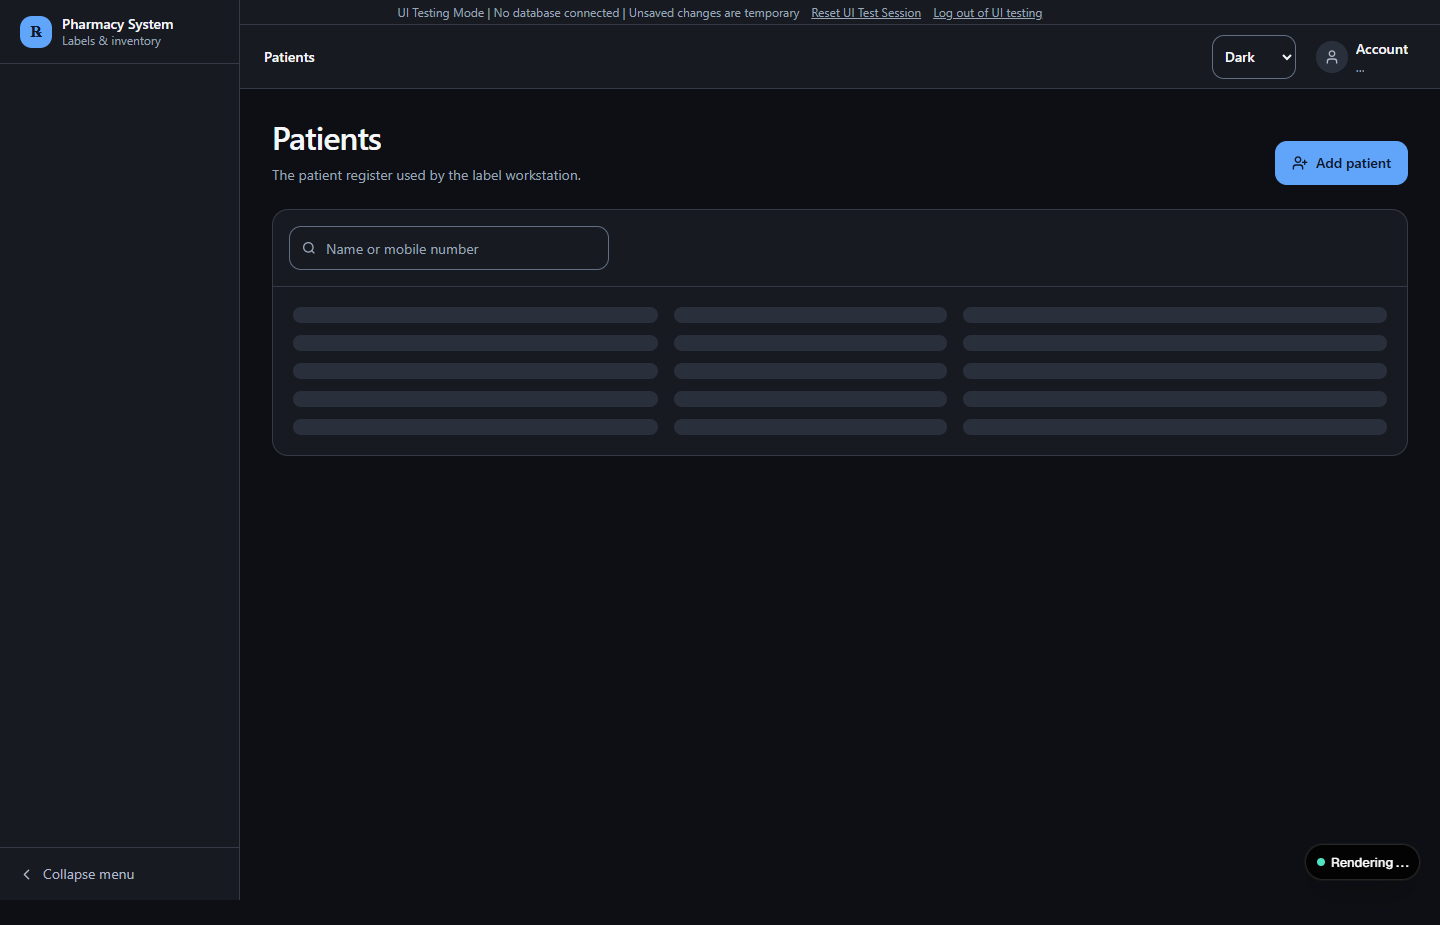 ℞
Pharmacy System
Labels & inventory
UI Testing Mode | No database connected | Unsaved changes are temporary Reset UI Test Session Log out of UI testing
Patients
Dark
Account
...
Patients
The patient register used by the label workstation.
Add patient
Name or mobile number
Collapse menu
Rendering ...